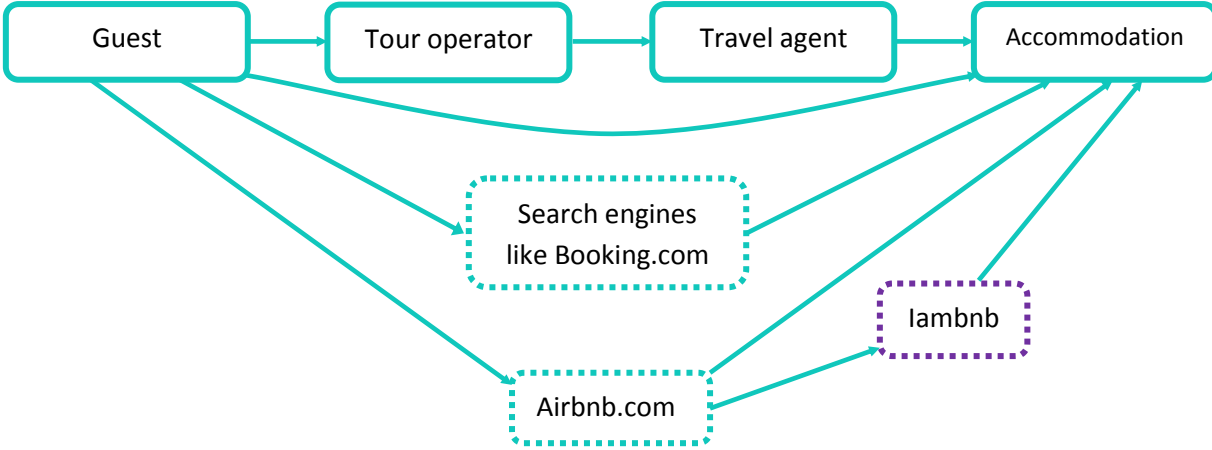 Guest
Tour operator
Travel agent
Accommodation
Search engines
like Booking.com
Iambnb
Airbnb.com